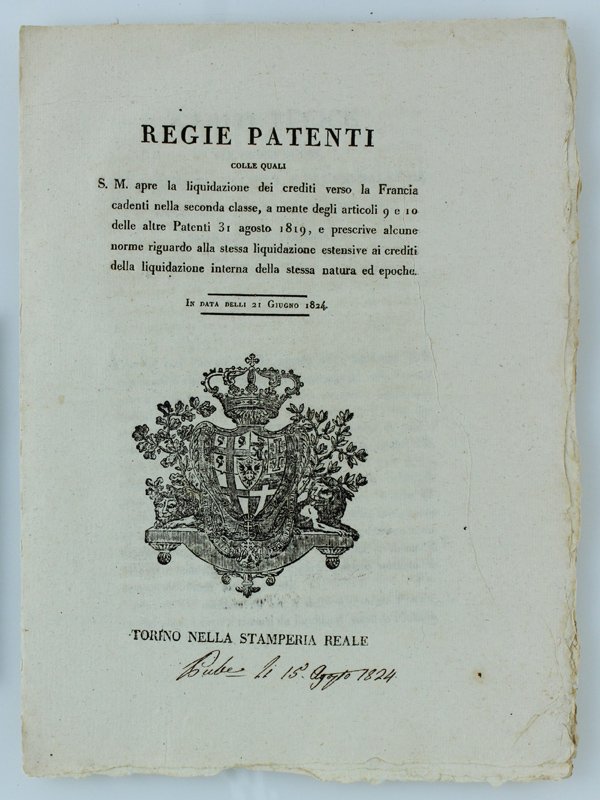 REGIE PATENTI
COLLE QUALI
S. M. apre la liquidazione dei crediti verso la Francia
cadenti nella seconda classe, a mente degli articoli 9 e 10
delle altre Patenti 31 agosto 1819, e prescrive alcune
norme riguardo alla stessa liquidazione estensive ai crediti
della liquidazione interna della stessa natura ed epoche.
IN DATA DELLI 21 GIUGNO 1824.
TORINO NELLA STAMPERIA REALE
li 15 Agosto 1824